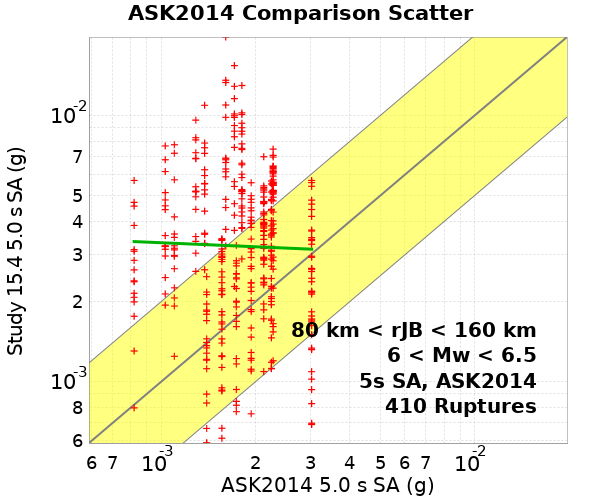 ASK2014 Comparison Scatter
Study 15.4 5.0 s SA (g)
10-2
7
5
4
3
2
10-3
8
6
80 km < rJB < 160 km
6 < Mw < 6.5
5s SA, ASK2014
410 Ruptures
6 7 10-3 2 3 4 5 6 7 10-2
ASK2014 5.0 s SA (g)